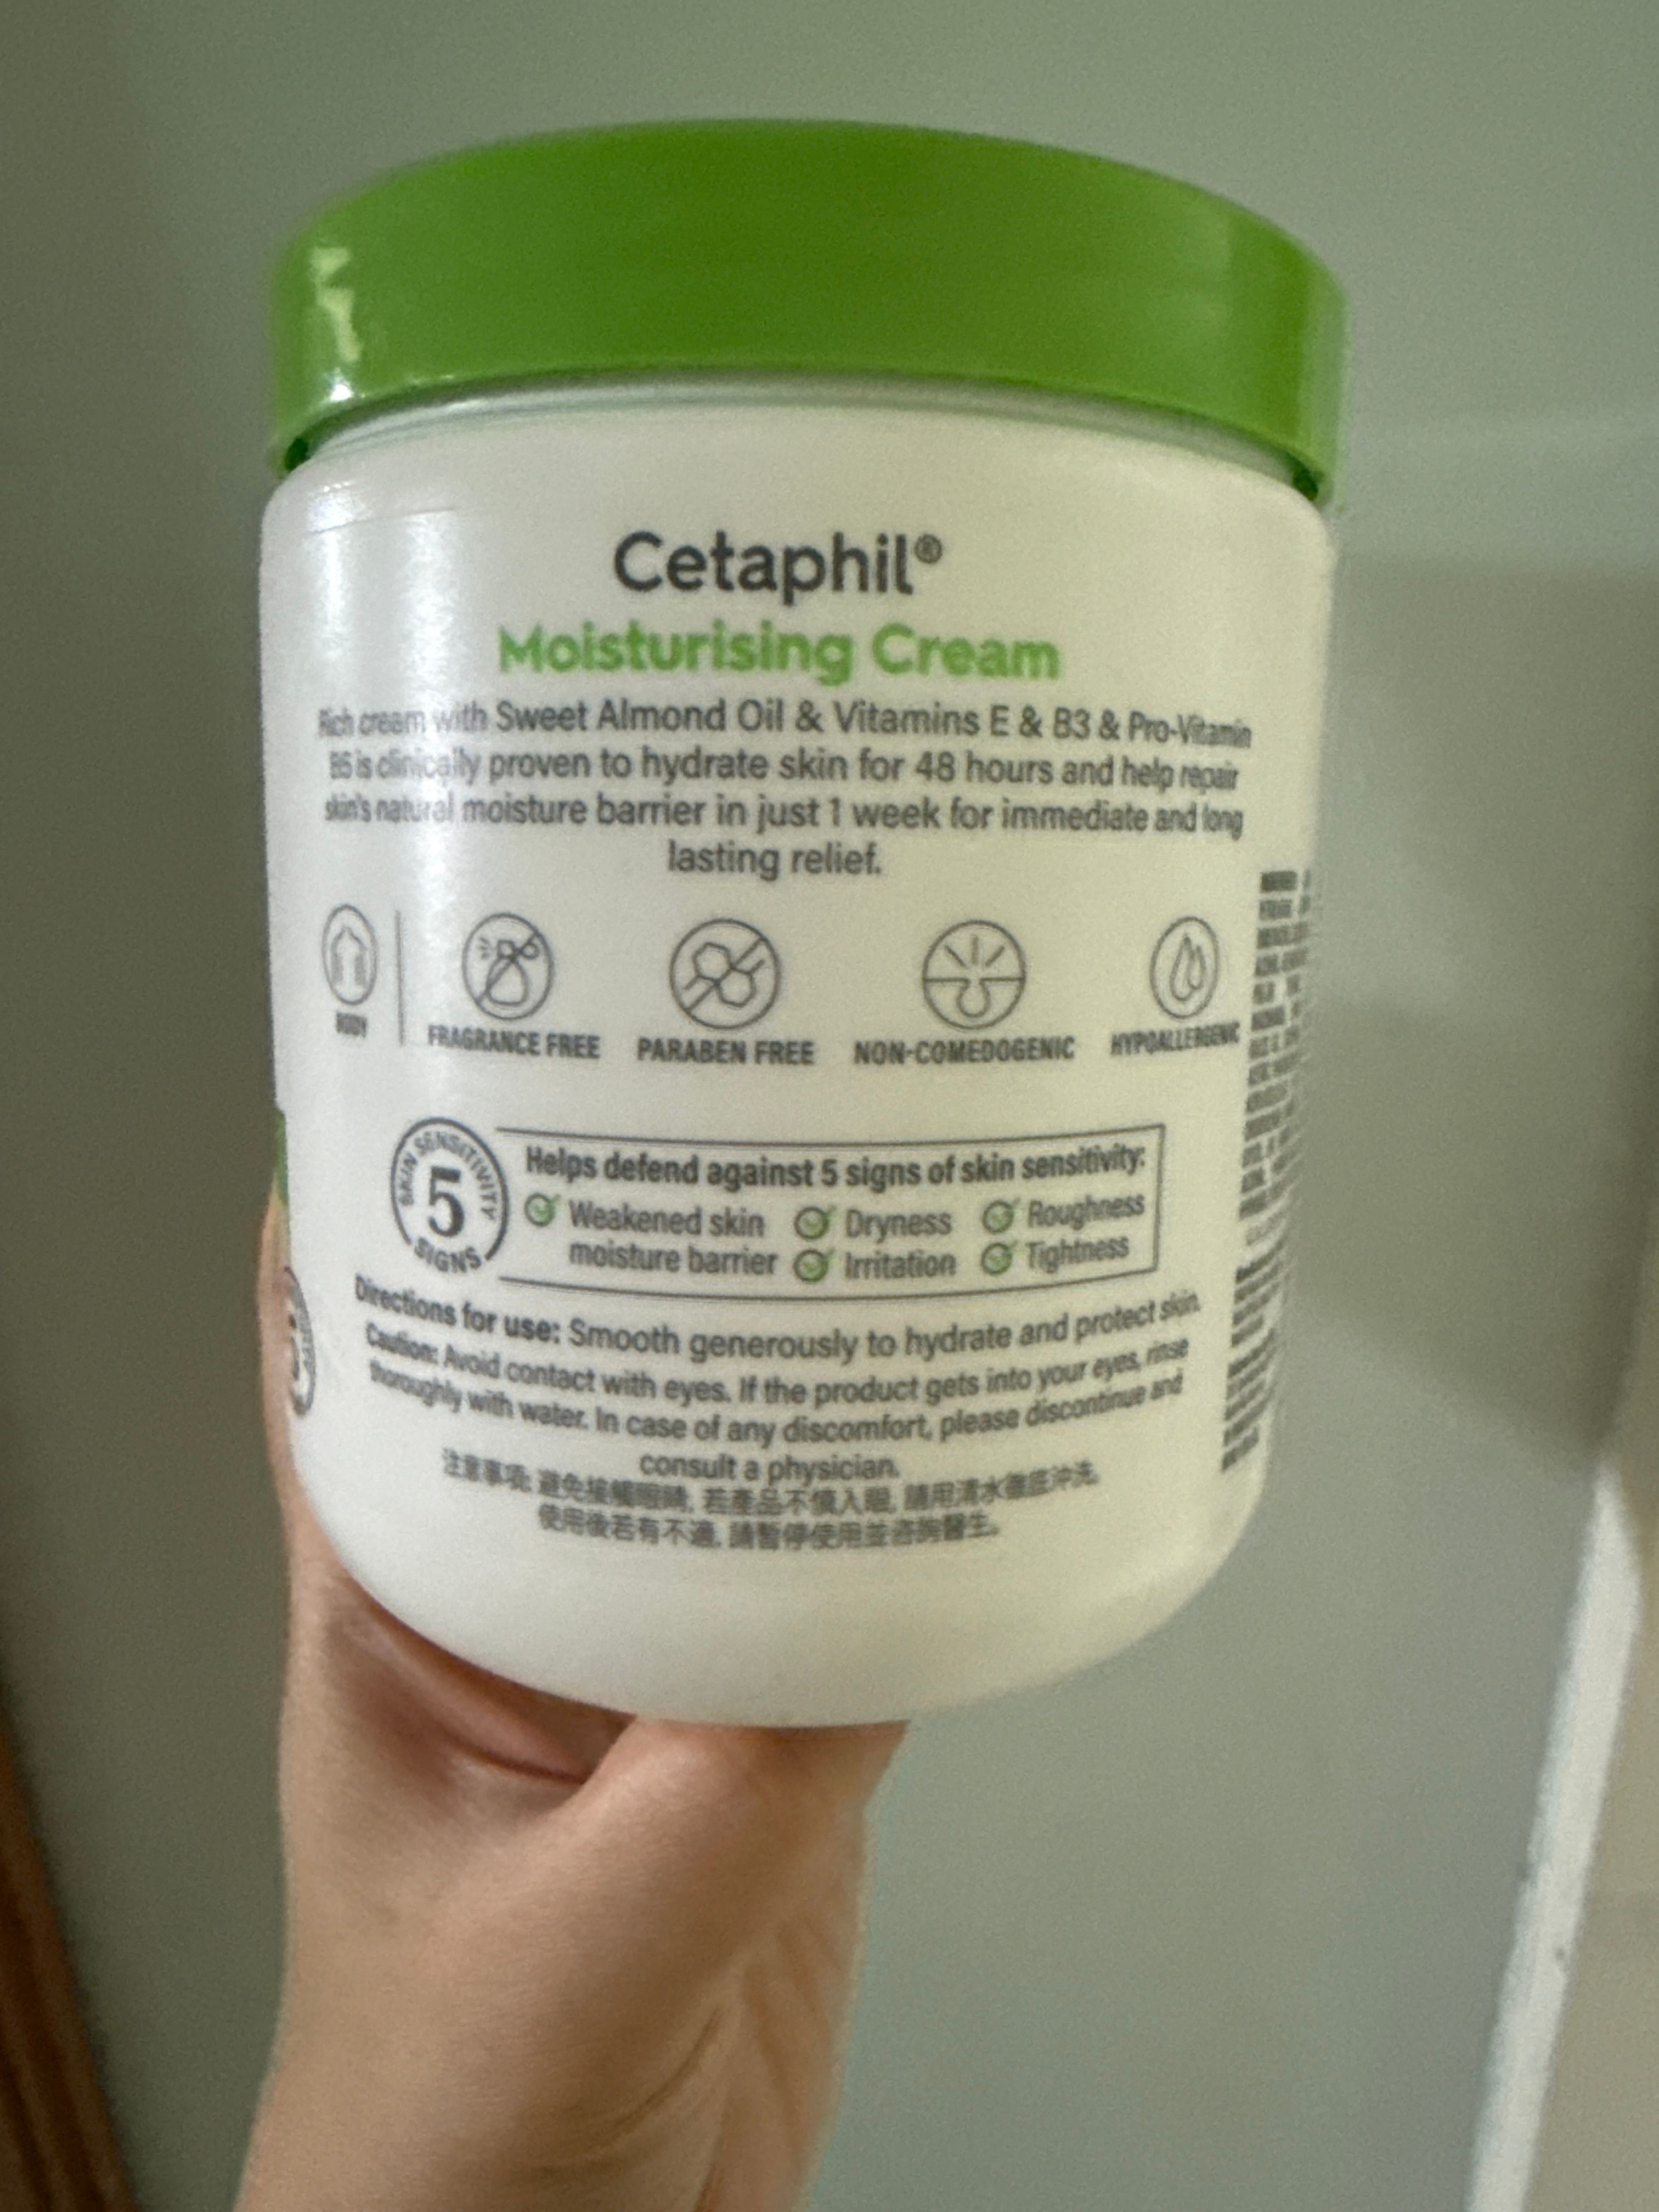 Cetaphil®
Moisturising Cream
Rich cream with Sweet Almond Oil & Vitamins E & B3 & Pro-Vitamin
B5 is clinically proven to hydrate skin for 48 hours and help repair
skin's natural moisture barrier in just 1 week for immediate and long
lasting relief.
BODY
FRAGRANCE FREE
PARABEN FREE
NON-COMEDOGENIC
HYPOALLERGENIC
SKIN SENSITIVITY
5
SIGNS
Helps defend against 5 signs of skin sensitivity:
Weakened skin moisture barrier
Dryness
Roughness
Irritation
Tightness
Directions for use: Smooth generously to hydrate and protect skin.
Caution: Avoid contact with eyes. If the product gets into your eyes, rinse
thoroughly with water. In case of any discomfort, please discontinue and
consult a physician.
注意事項: 避免接觸眼睛, 若產品不慎入眼, 請用清水徹底沖洗.
使用後若有不適, 請暫停使用並咨詢醫生.